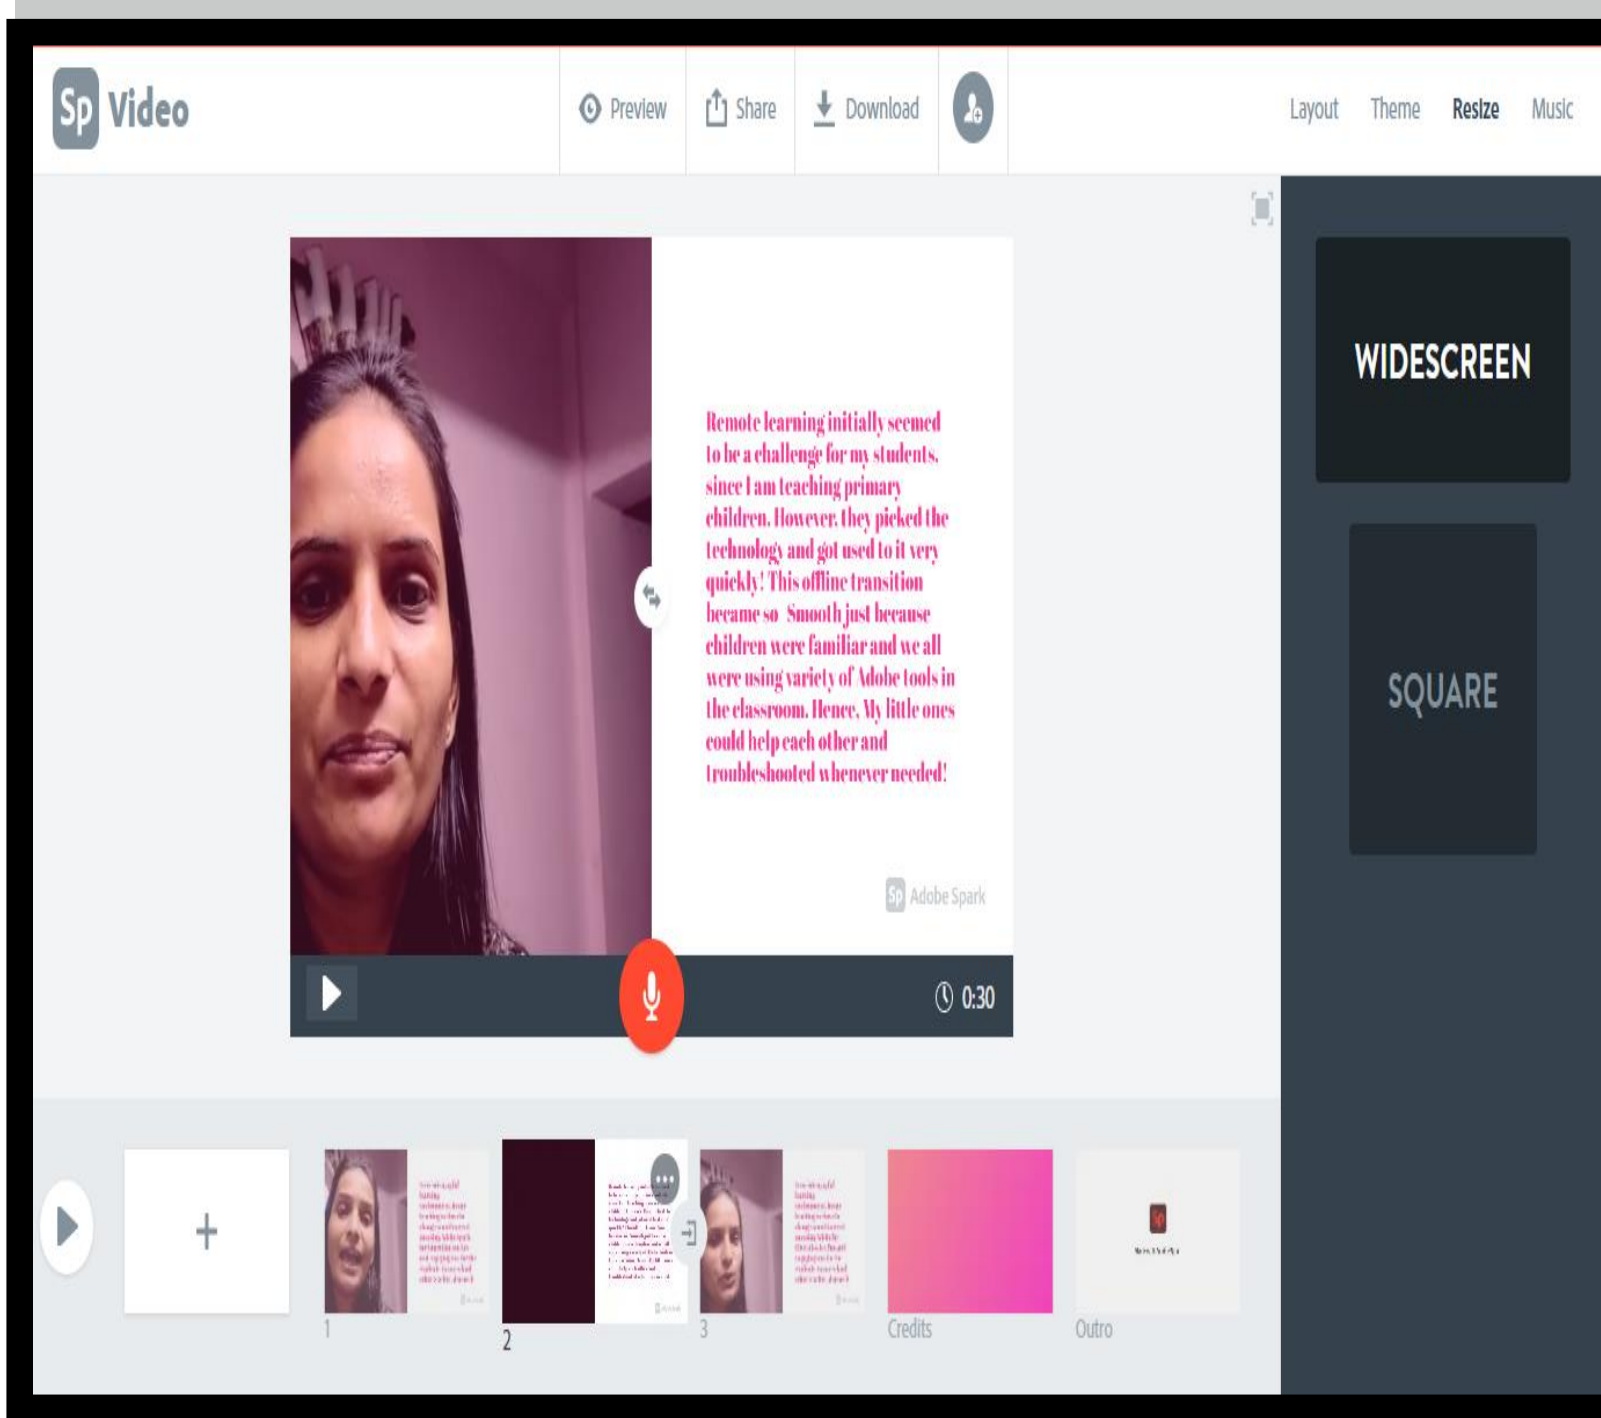 Sp Video
Preview
Share
Download
Layout
Theme
Resize
Music
WIDESCREEN
SQUARE
Remote learning initially seemed
to be a challenge for my students,
since I am teaching primary
children. However, they picked the
technology and got used to it very
quickly! This offline transition
became so Smooth just because
children were familiar and we all
were using variety of Adobe tools in
the classroom. Hence, My little ones
could help each other and
troubleshooted whenever needed!
Sp Adobe Spark
0:30
1
2
3
Credits
Outro